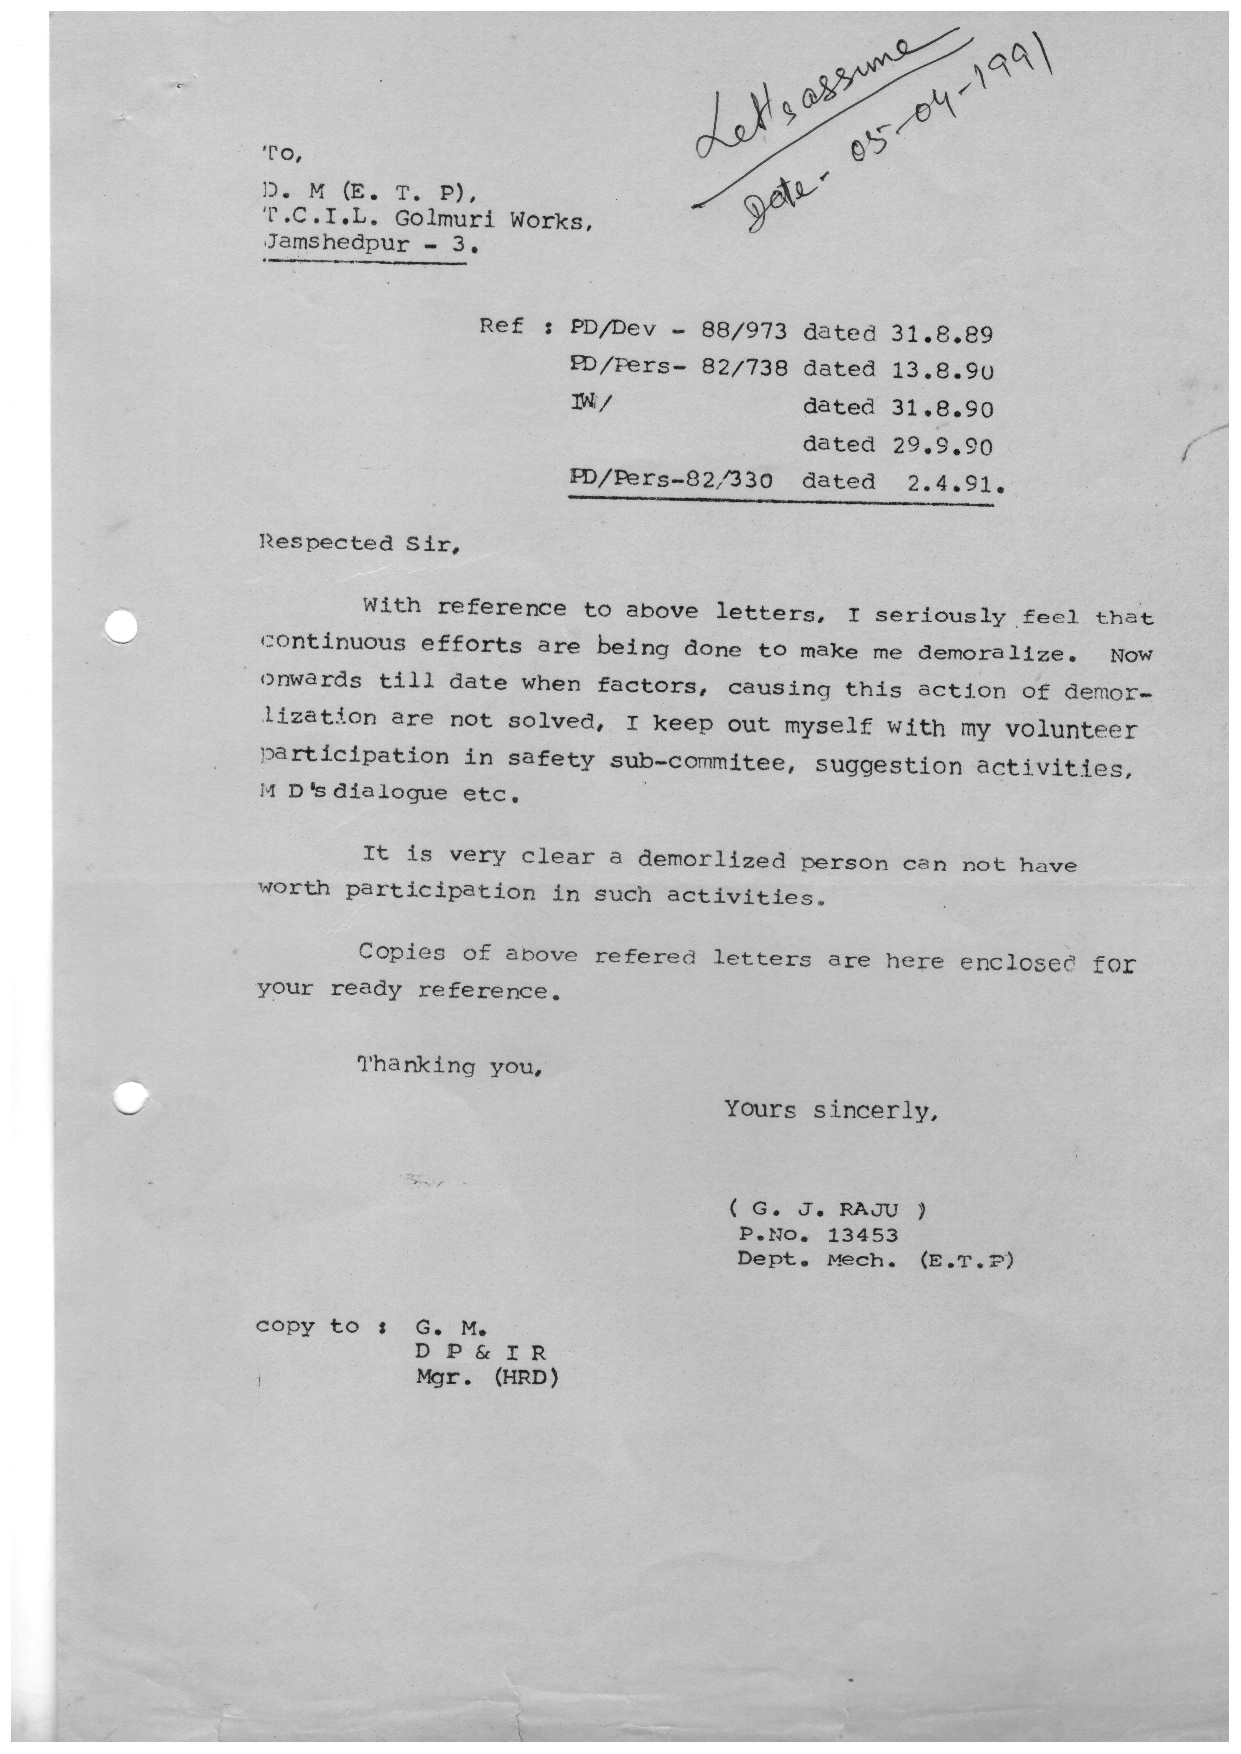 Let's assume
Date - 05-04-1991
To,
D. M (E. T. P),
T.C.I.L. Golmuri Works,
Jamshedpur - 3.
Ref : PD/Dev - 88/973 dated 31.8.89
PD/Pers- 82/738 dated 13.8.90
IW/ dated 31.8.90
dated 29.9.90
PD/Pers-82/330 dated 2.4.91.
Respected Sir,
With reference to above letters, I seriously feel that
continuous efforts are being done to make me demoralize. Now
onwards till date when factors, causing this action of demor-
lization are not solved, I keep out myself with my volunteer
participation in safety sub-commitee, suggestion activities,
M D's dialogue etc.
It is very clear a demorlized person can not have
worth participation in such activities.
Copies of above refered letters are here enclosed for
your ready reference.
Thanking you,
Yours sincerly,
( G. J. RAJU )
P.No. 13453
Dept. Mech. (E.T.P)
copy to : G. M.
D P & I R
Mgr. (HRD)